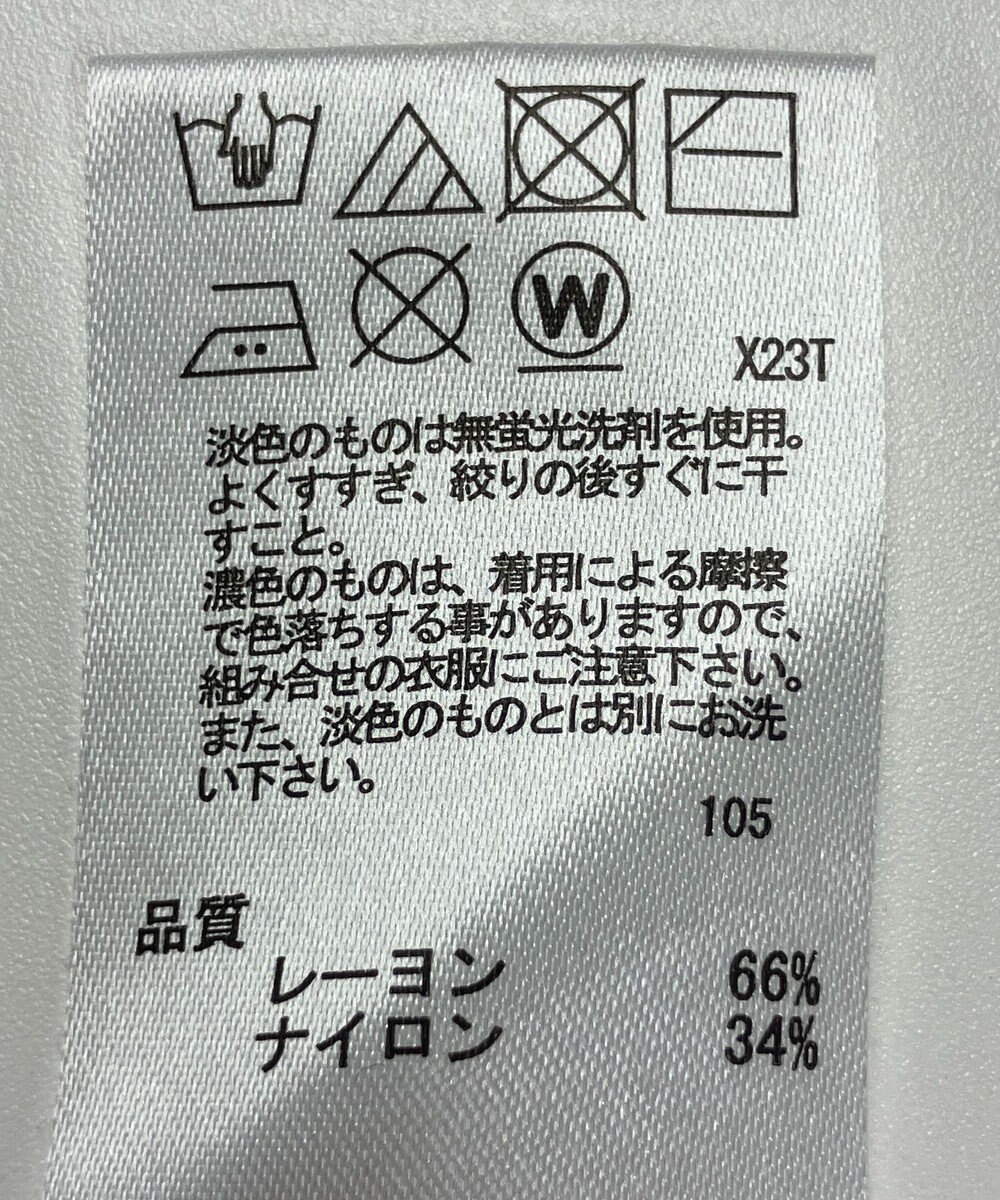 W
X23T
淡色のものは無蛍光洗剤を使用。
よくすすぎ、絞りの後すぐに干
すこと。
濃色のものは、着用による摩擦
で色落ちする事がありますので、
組み合せの衣服にご注意下さい。
また、淡色のものとは別にお洗
い下さい。
105
品質
レーヨン 66%
ナイロン 34%